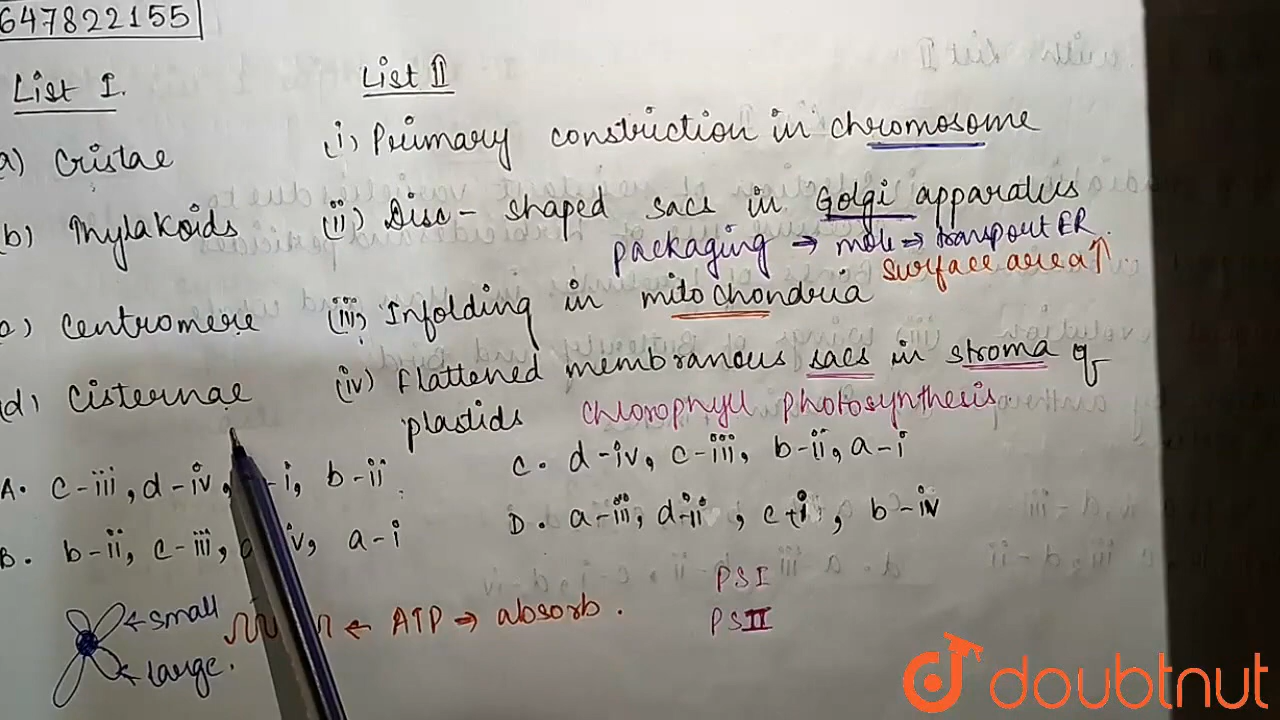 647822155
List I.
List II
a) Cristae
(i) Primary constriction in chromosome
(b) Thylakoids
(ii) Disc-shaped sacs in Golgi apparatus
packaging → mole → transport ER.
surface area↑.
c) Centromere
(iii) Infolding in mitochondria
(d) Cisternae
(iv) Flattened membranous sacs in stroma of
plastids
Chlorophyll photosynthesis.
A. c-iii, d-iv, -i, b-ii.
C. d-iv, c-iii, b-ii, a-i
B. b-ii, c-iii, iv, a-i
D. a-iii, d-ii, c-i, b-iv
← small
← large.
← ATP → absorb.
PSI
PSII
doubtnut